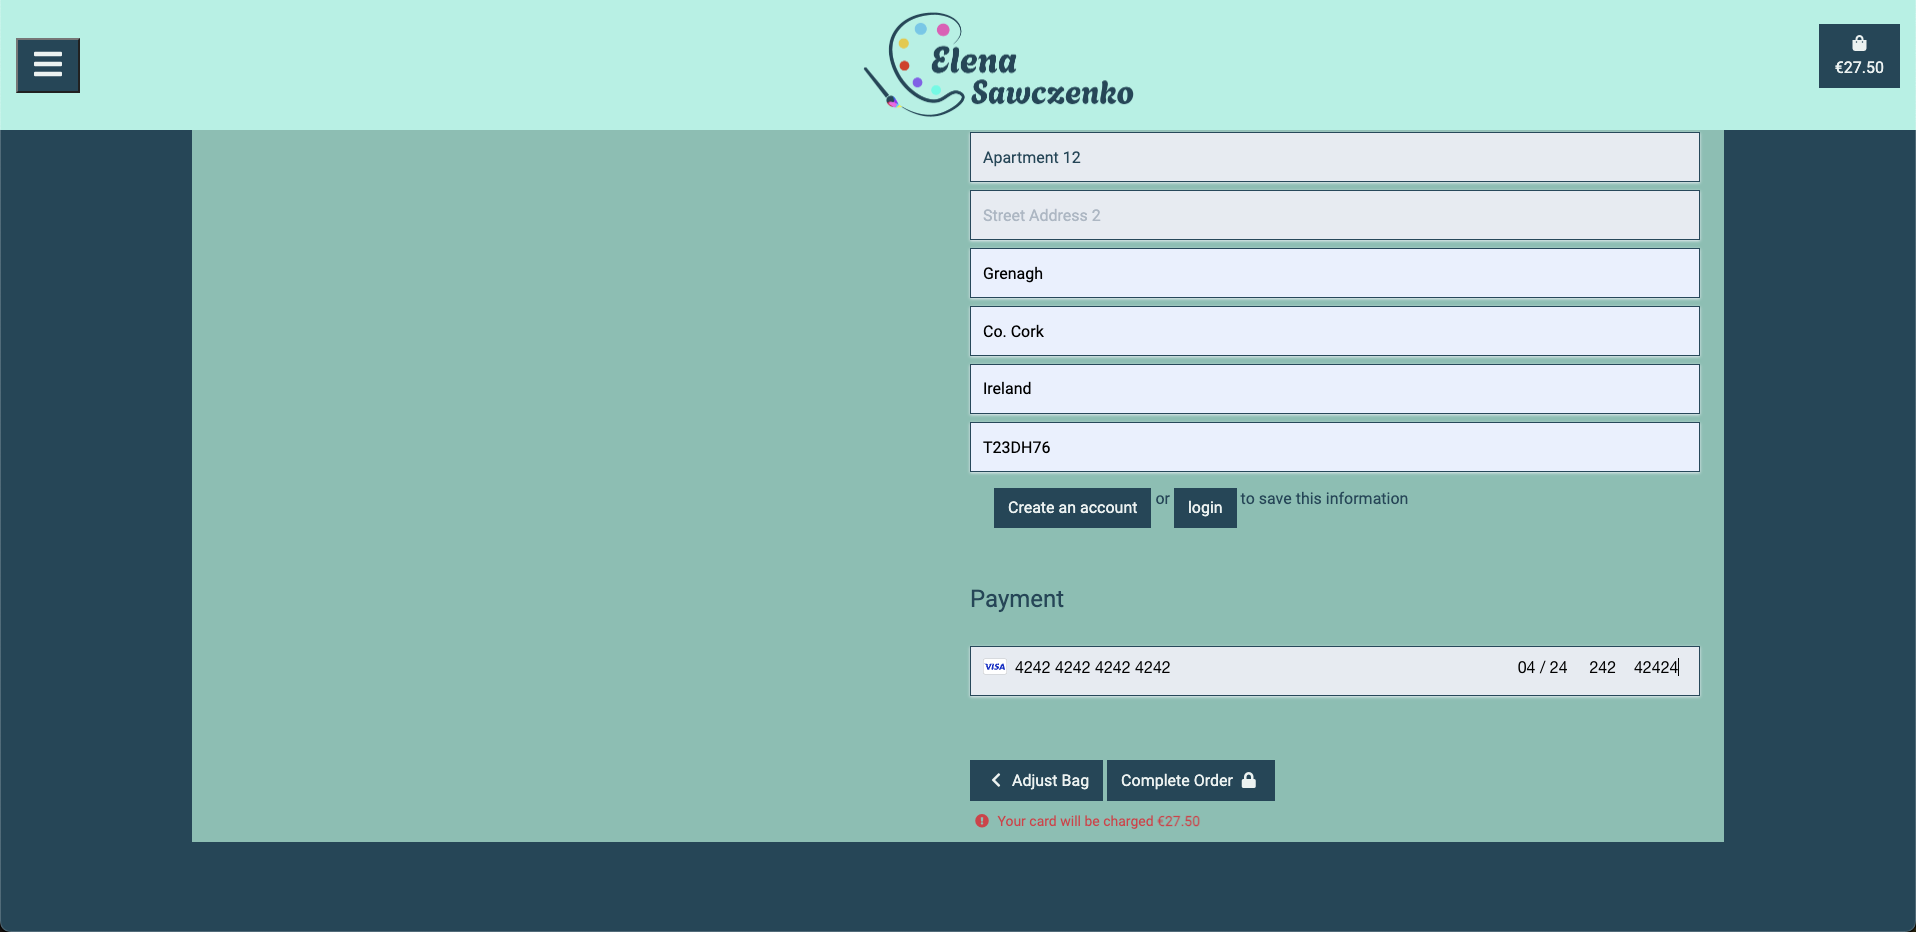 Elena
Sawczenko
€27.50
Apartment 12
Street Address 2
Grenagh
Co. Cork
Ireland
T23DH76
Create an account or login to save this information
Payment
VISA 4242 4242 4242 4242 04 / 24 242 42424
Adjust Bag Complete Order
Your card will be charged €27.50